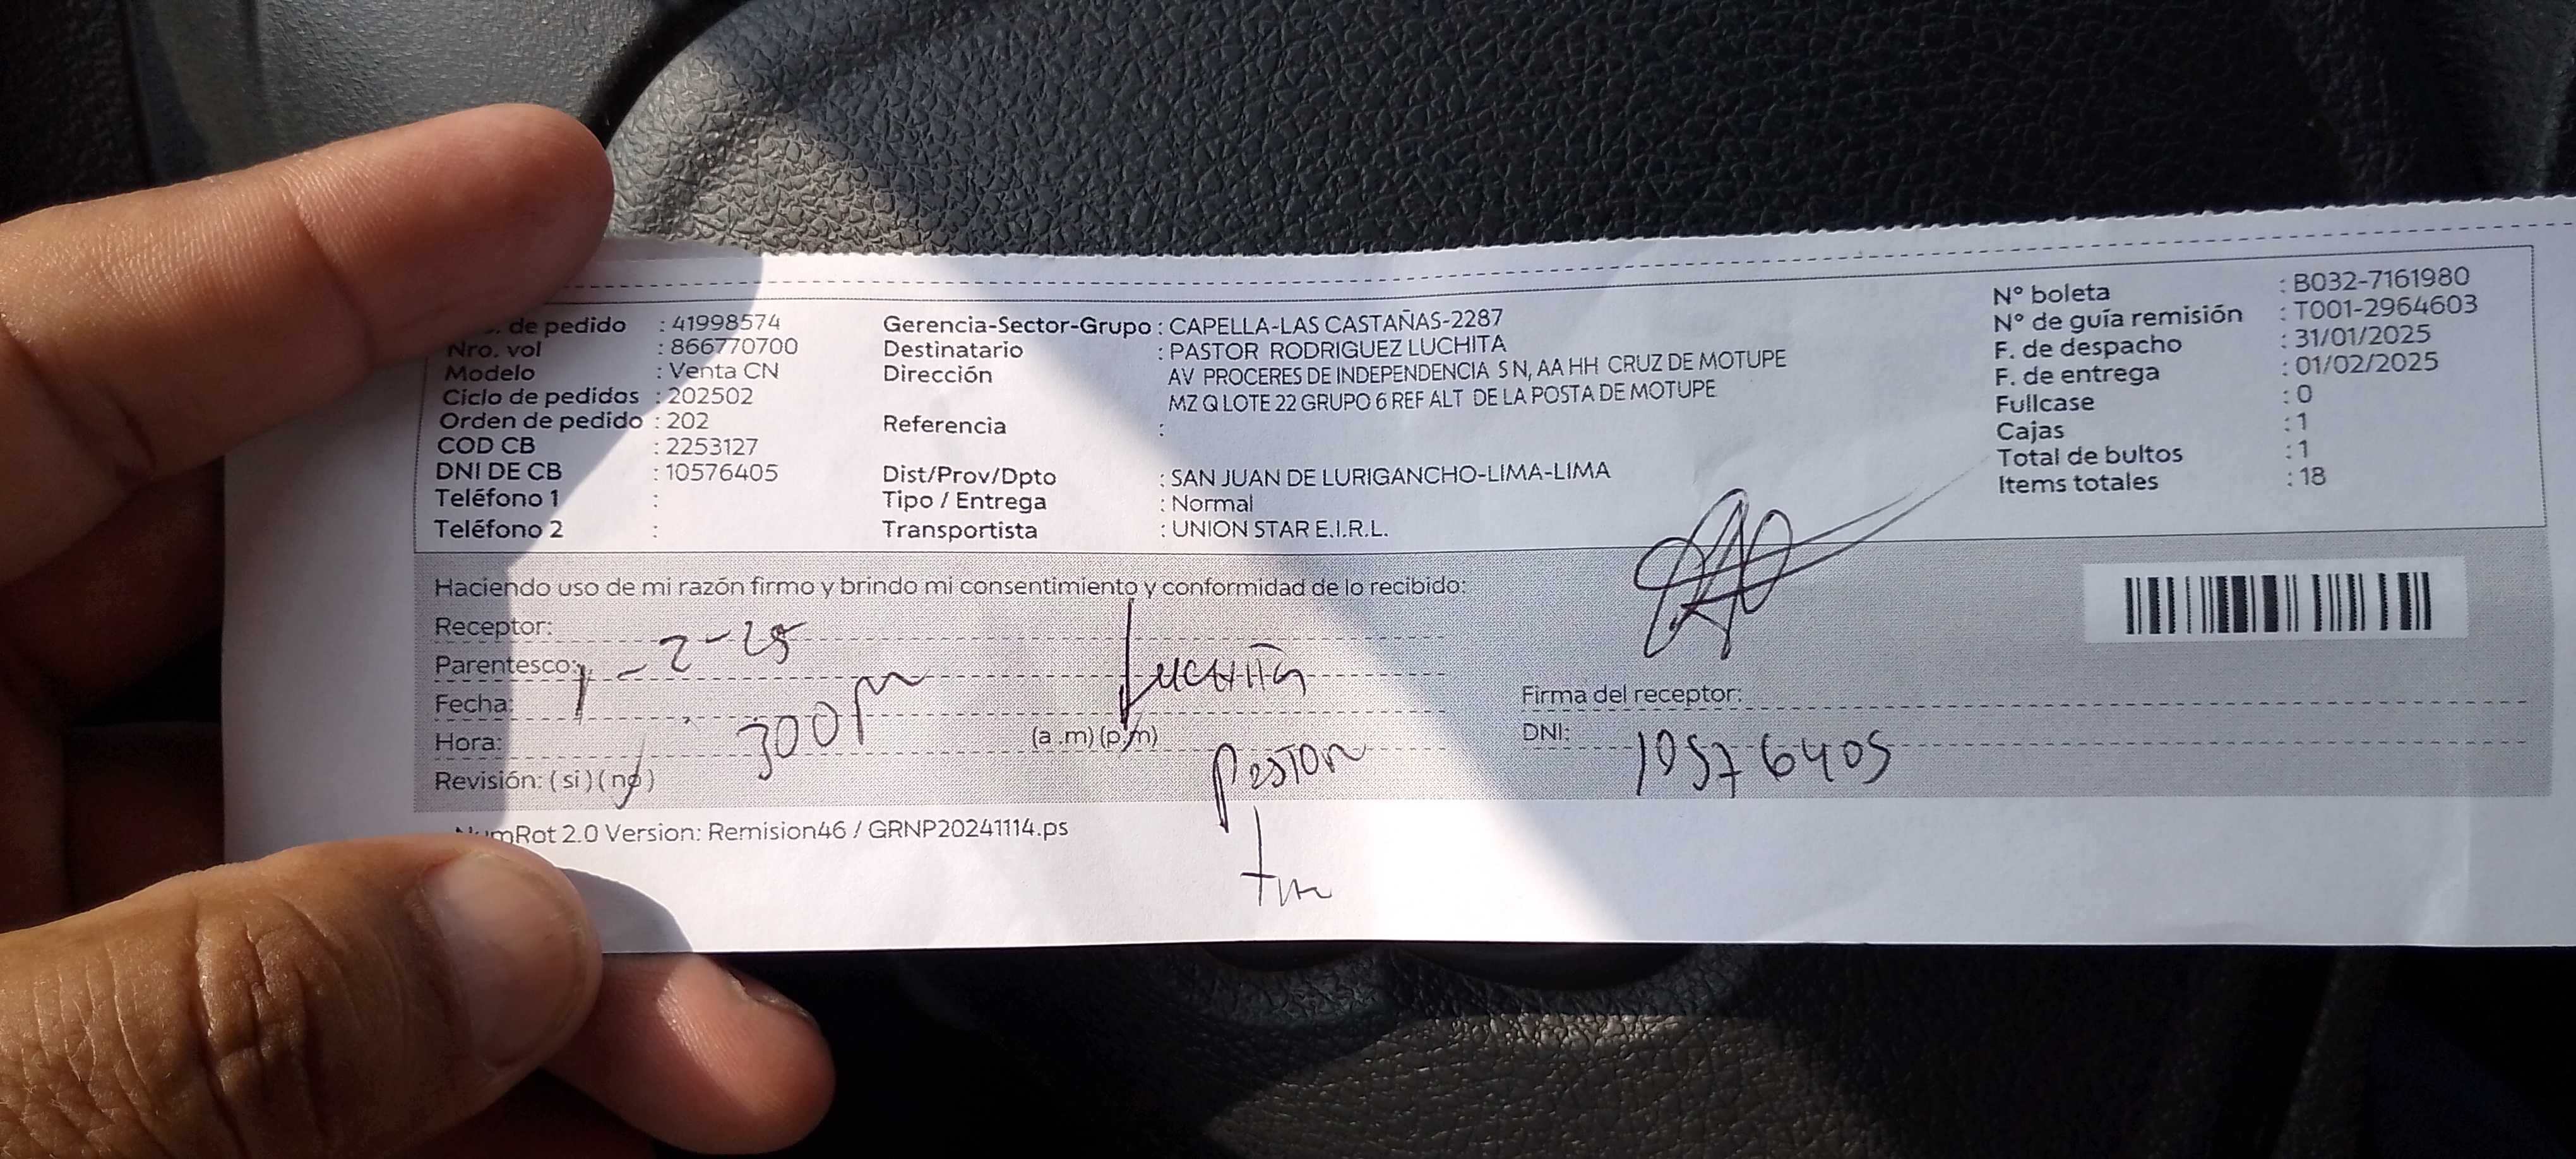 . de pedido : 41998574
Nro. vol : 866770700
Modelo : Venta CN
Ciclo de pedidos : 202502
Orden de pedido : 202
COD CB : 2253127
DNI DE CB : 10576405
Teléfono 1 :
Teléfono 2 :
Gerencia-Sector-Grupo : CAPELLA-LAS CASTAÑAS-2287
Destinatario : PASTOR RODRIGUEZ LUCHITA
Dirección AV PROCERES DE INDEPENDENCIA S N, AA HH CRUZ DE MOTUPE
MZ Q LOTE 22 GRUPO 6 REF ALT DE LA POSTA DE MOTUPE
Referencia :
Dist/Prov/Dpto : SAN JUAN DE LURIGANCHO-LIMA-LIMA
Tipo / Entrega : Normal
Transportista : UNION STAR E.I.R.L.
N° boleta : B032-7161980
N° de guía remisión : T001-2964603
F. de despacho : 31/01/2025
F. de entrega : 01/02/2025
Fullcase : 0
Cajas : 1
Total de bultos : 1
Items totales : 18
Haciendo uso de mi razón firmo y brindo mi consentimiento y conformidad de lo recibido:
Receptor:
Parentesco: 1-2-25
Fecha: Luchita
Hora: 300 pm (a.m) (p.m)
Revisión: (si) (no)
Pastor
Firma del receptor:
DNI: 10576405
mRot 2.0 Version: Remision46 / GRNP20241114.ps